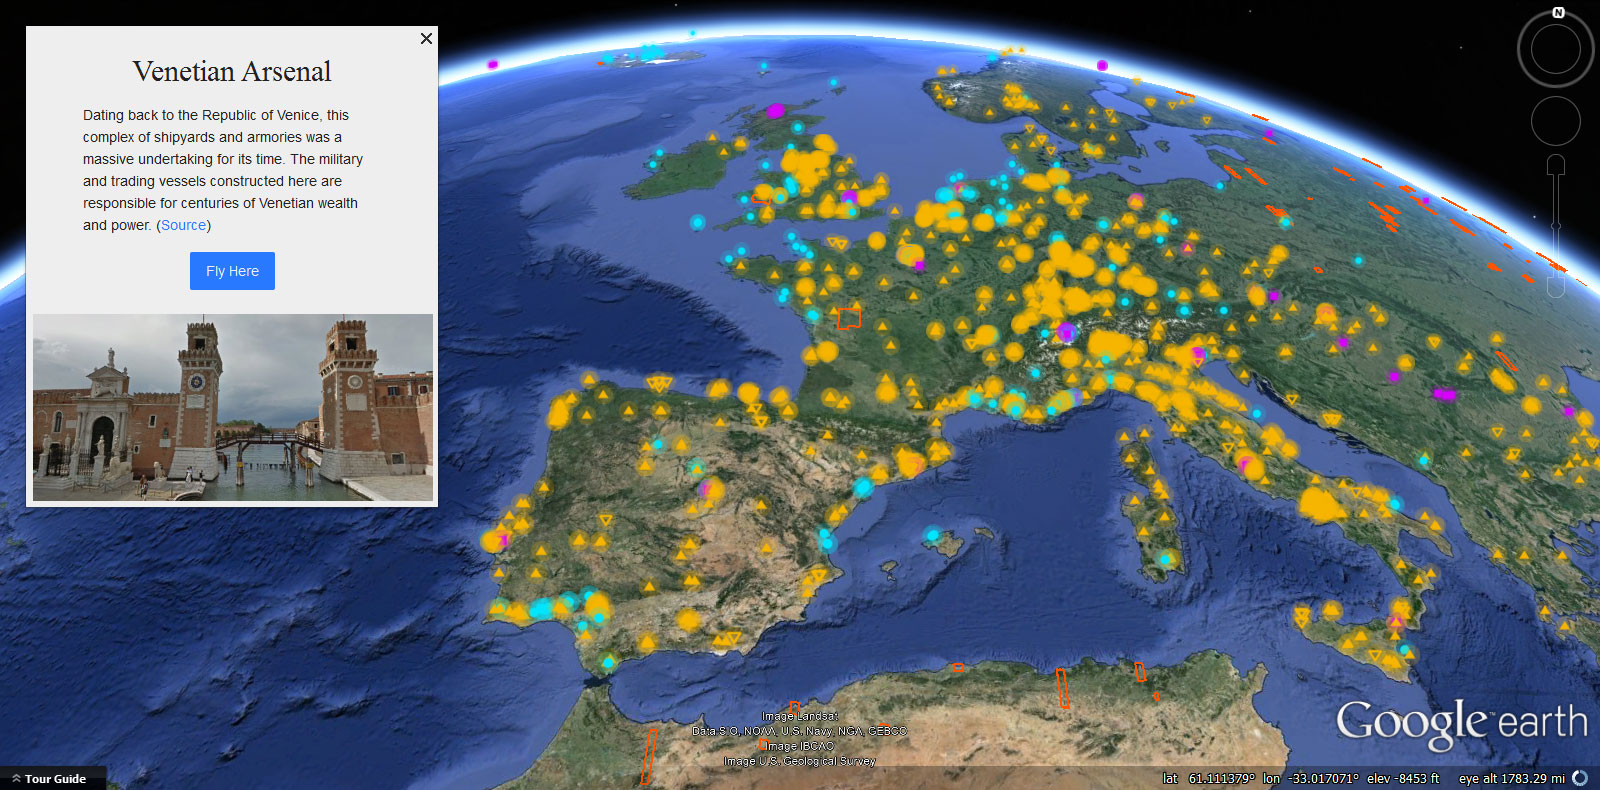 Venetian Arsenal
Dating back to the Republic of Venice, this
complex of shipyards and armories was a
massive undertaking for its time. The military
and trading vessels constructed here are
responsible for centuries of Venetian wealth
and power. (Source)
Fly Here
N
Image Landsat
Data SIO, NOAA, U.S. Navy, NGA, GEBCO
Image IBCAO
Image U.S. Geological Survey
Google earth
Tour Guide
lat 61.111379° lon -33.017071° elev -8453 ft eye alt 1783.29 mi